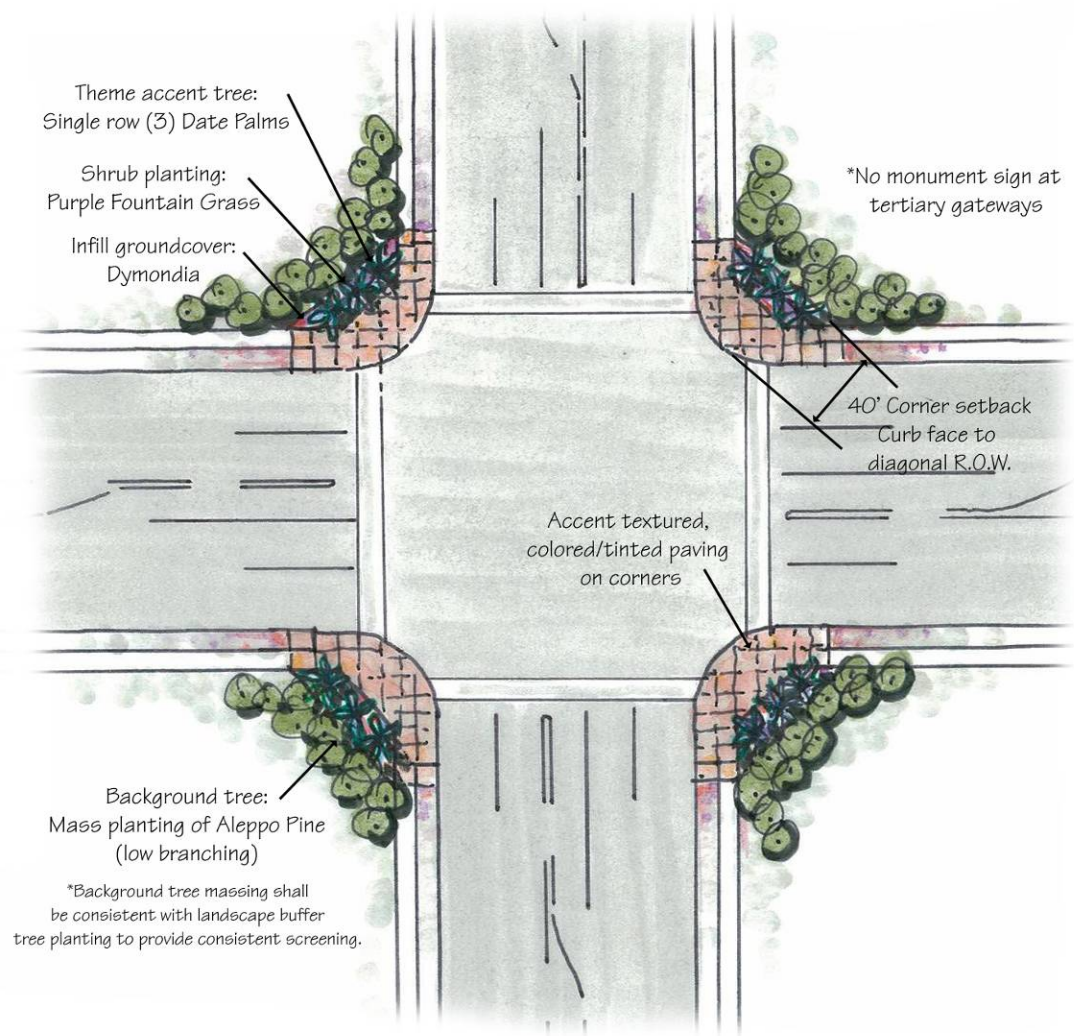 Theme accent tree:
Single row (3) Date Palms
Shrub planting:
Purple Fountain Grass
Infill groundcover:
Dymondia
*No monument sign at
tertiary gateways
40' Corner setback
Curb face to
diagonal R.O.W.
Accent textured,
colored/tinted paving
on corners
Background tree:
Mass planting of Aleppo Pine
(low branching)
*Background tree massing shall
be consistent with landscape buffer
tree planting to provide consistent screening.